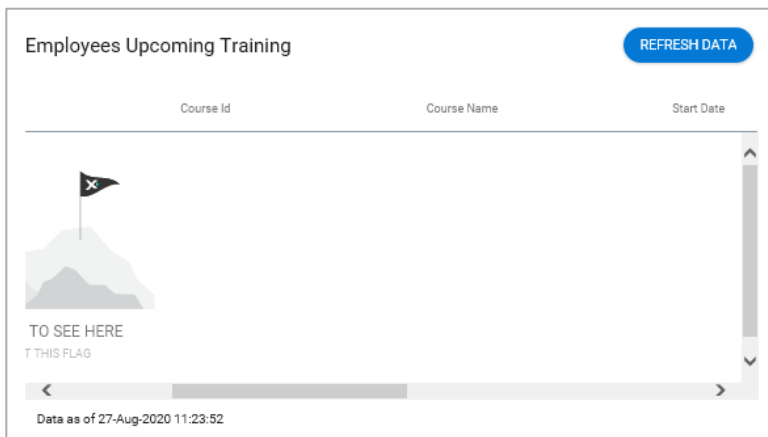 Employees Upcoming Training
REFRESH DATA
Course Id Course Name Start Date
TO SEE HERE
T THIS FLAG
Data as of 27-Aug-2020 11:23:52